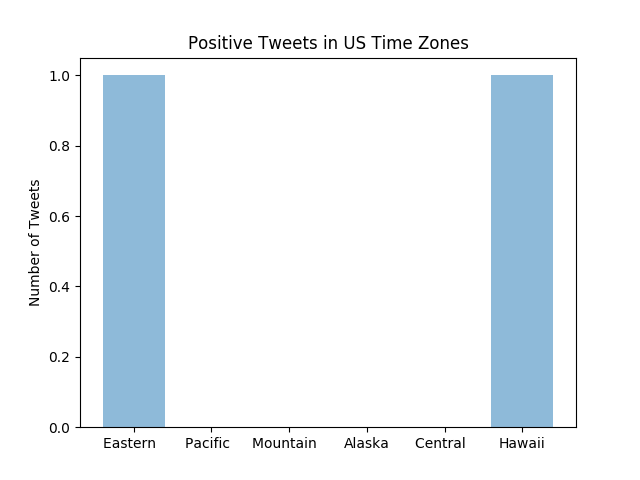 Positive Tweets in US Time Zones
1.0
0.8
0.6
0.4
0.2
0.0
Number of Tweets
Eastern Pacific Mountain Alaska Central Hawaii